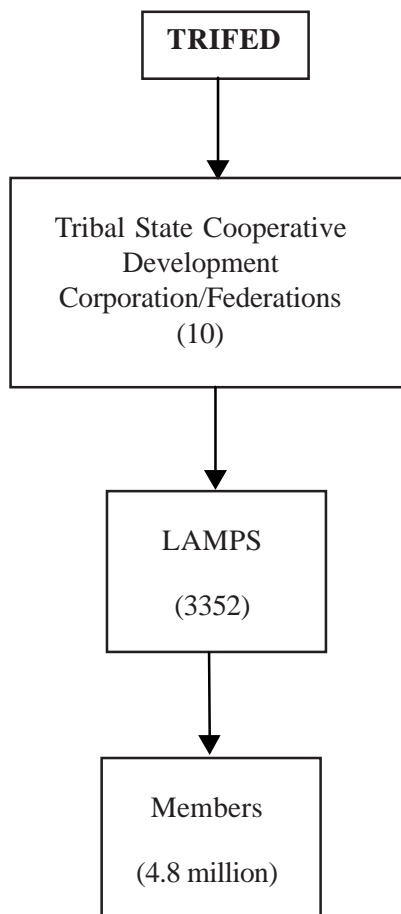 TRIFED
Tribal State Cooperative
Development
Corporation/Federations
(10)
LAMPS
(3352)
Members
(4.8 million)